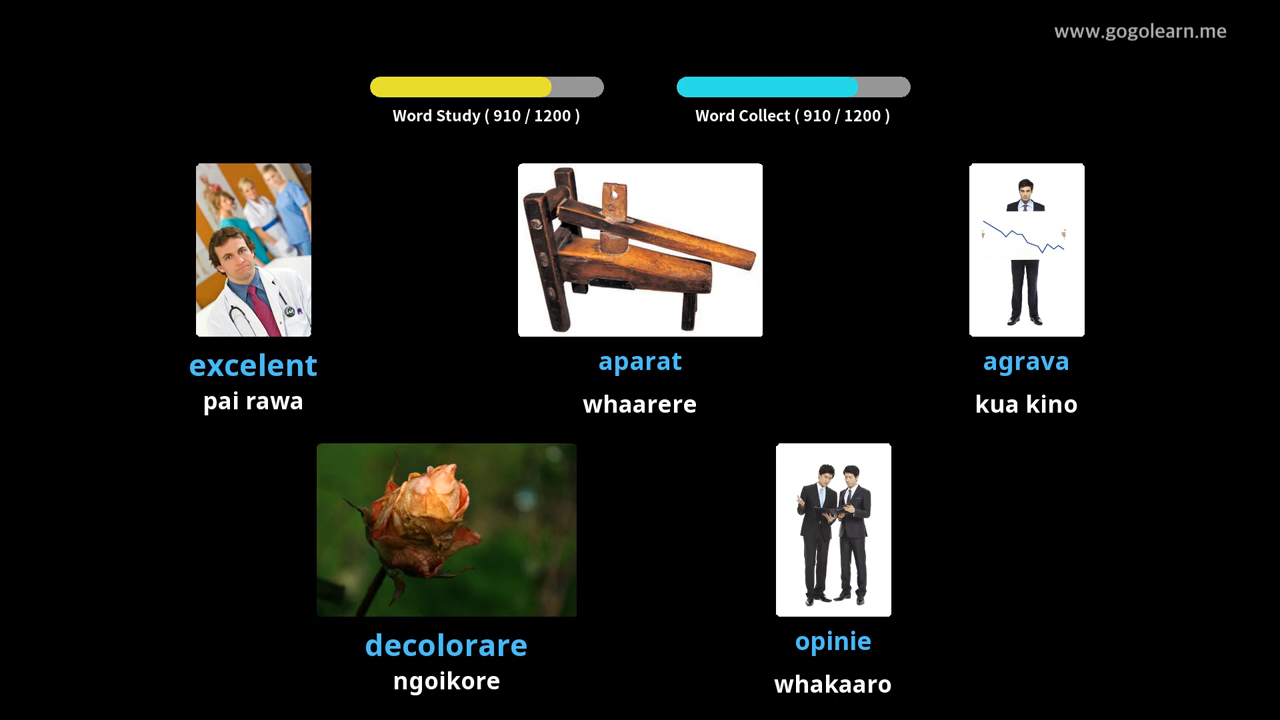 www.gogolearn.me
Word Study ( 910 / 1200 )
Word Collect ( 910 / 1200 )
excelent
pai rawa
aparat
whaarere
agrava
kua kino
decolorare
ngoikore
opinie
whakaaro